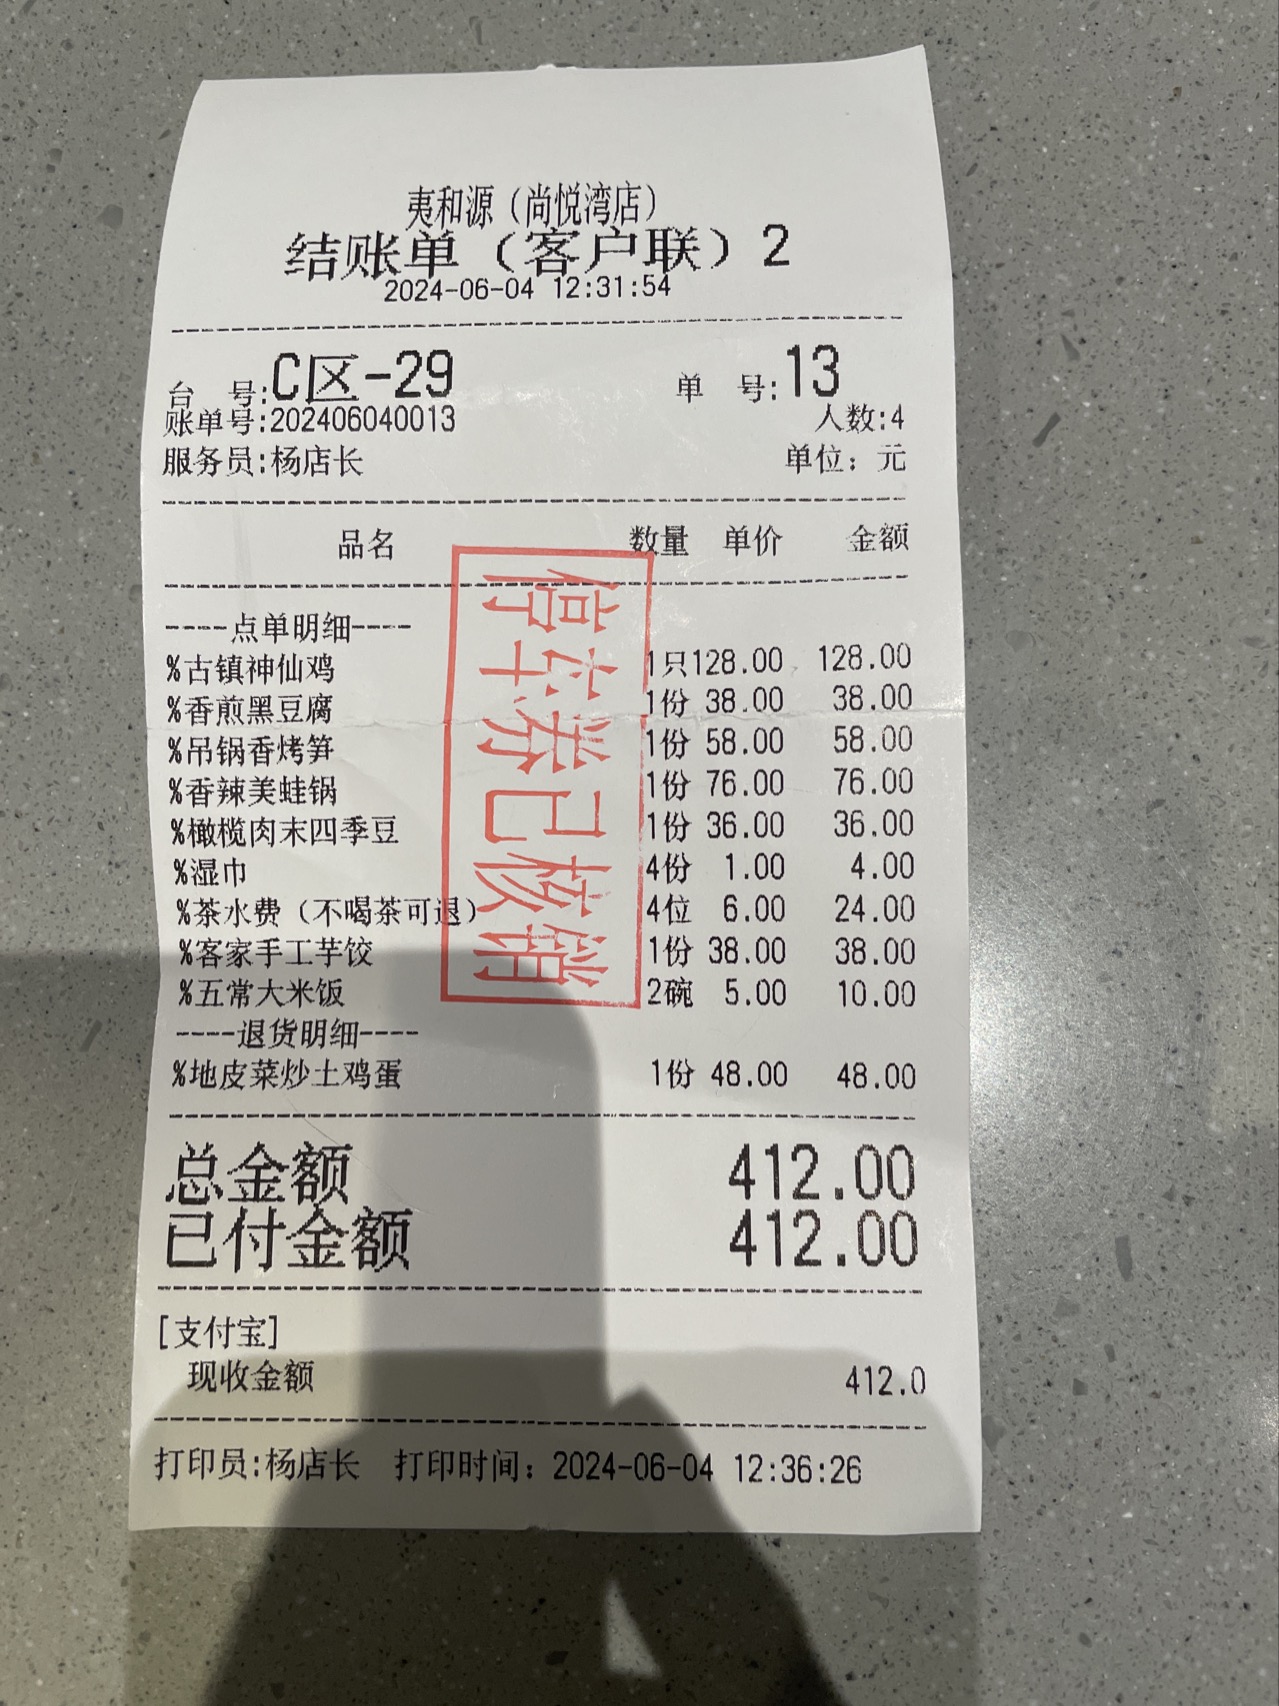 夷和源（尚悦湾店）
结账单（客户联）2
2024-06-04 12:31:54
台 号:C区-29 单 号:13
账单号:202406040013 人数:4
服务员:杨店长 单位：元
品名 数量 单价 金额
----点单明细----
%古镇神仙鸡 1只128.00 128.00
%香煎黑豆腐 1份 38.00 38.00
%吊锅香烤笋 1份 58.00 58.00
%香辣美蛙锅 1份 76.00 76.00
%橄榄肉末四季豆 1份 36.00 36.00
%湿巾 4份 1.00 4.00
%茶水费（不喝茶可退） 4位 6.00 24.00
%客家手工芋饺 1份 38.00 38.00
%五常大米饭 2碗 5.00 10.00
----退货明细----
%地皮菜炒土鸡蛋 1份 48.00 48.00
总金额 412.00
已付金额 412.00
[支付宝]
现收金额 412.0
打印员:杨店长 打印时间：2024-06-04 12:36:26
停车券已核销